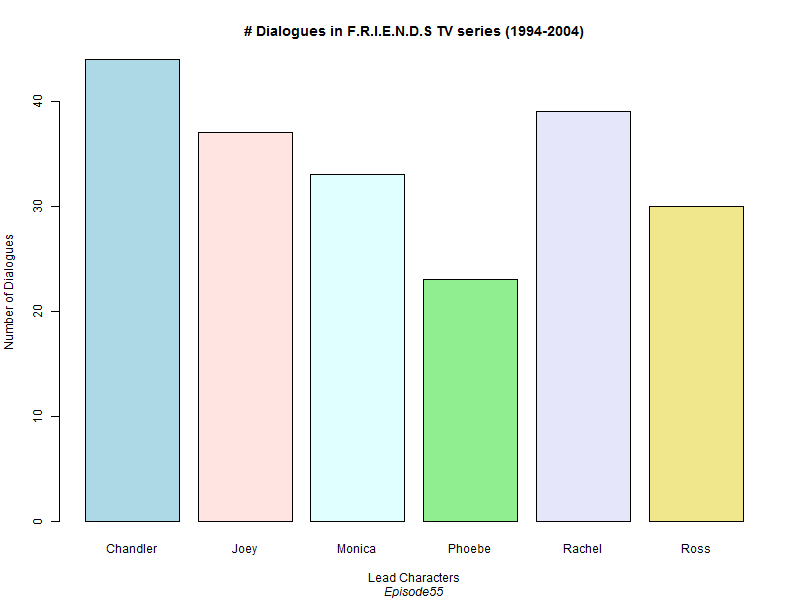 # Dialogues in F.R.I.E.N.D.S TV series (1994-2004)
Number of Dialogues
40
30
20
10
0
Chandler Joey Monica Phoebe Rachel Ross
Lead Characters
Episode55